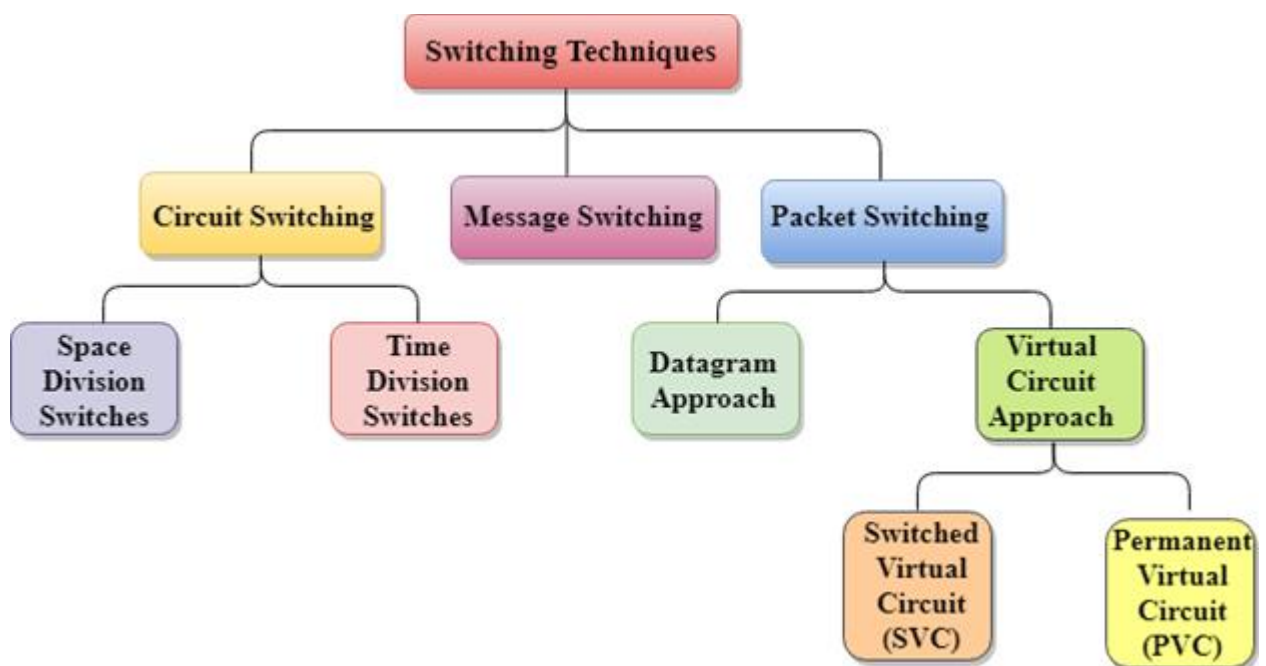 Switching Techniques
Circuit Switching
Message Switching
Packet Switching
Space
Division
Switches
Time
Division
Switches
Datagram
Approach
Virtual
Circuit
Approach
Switched
Virtual
Circuit
(SVC)
Permanent
Virtual
Circuit
(PVC)